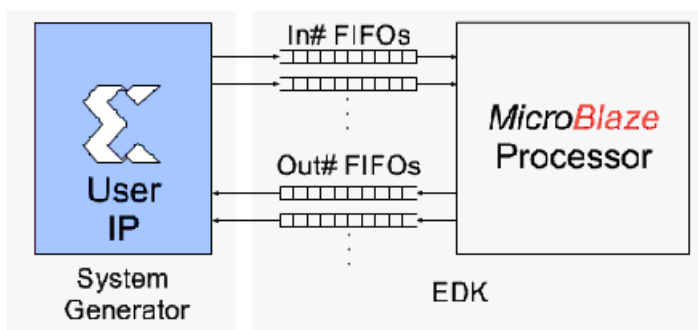 In# FIFOs
MicroBlaze
Processor
Out# FIFOs
User
IP
System
Generator
EDK